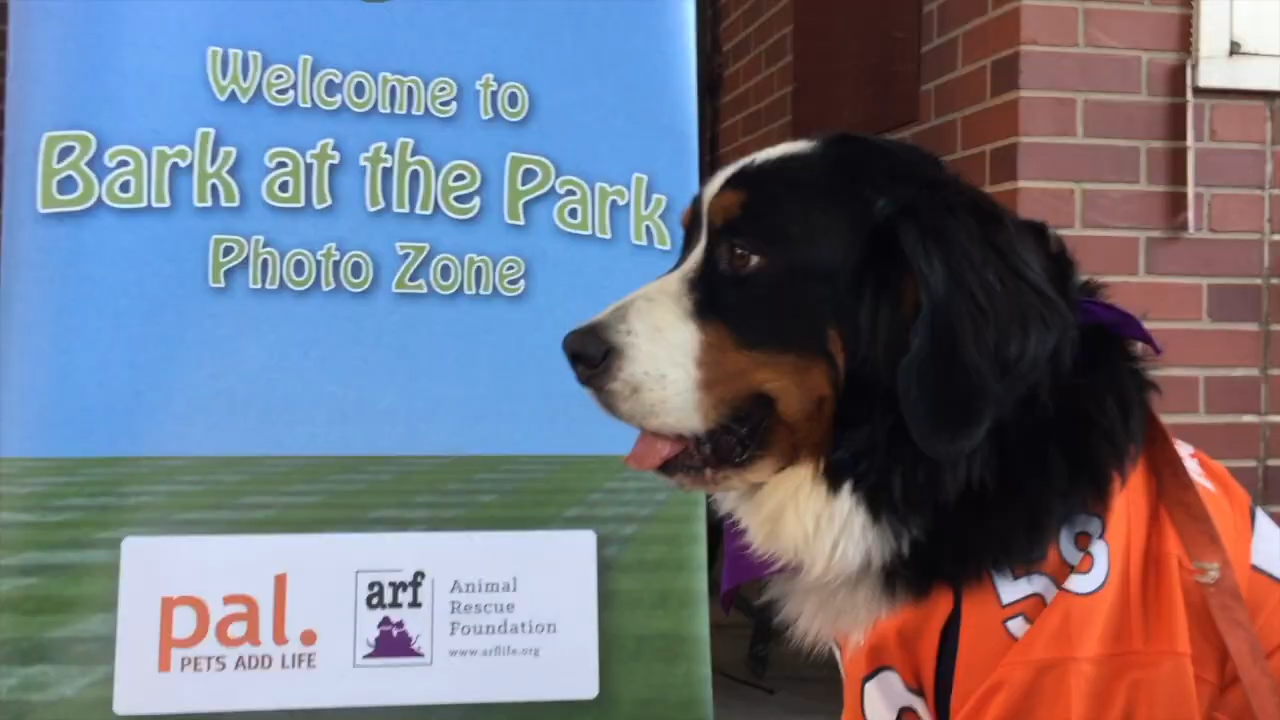 Welcome to
Bark at the Park
Photo Zone
pal.
PETS ADD LIFE
arf
Animal
Rescue
Foundation
www.arflife.org
58